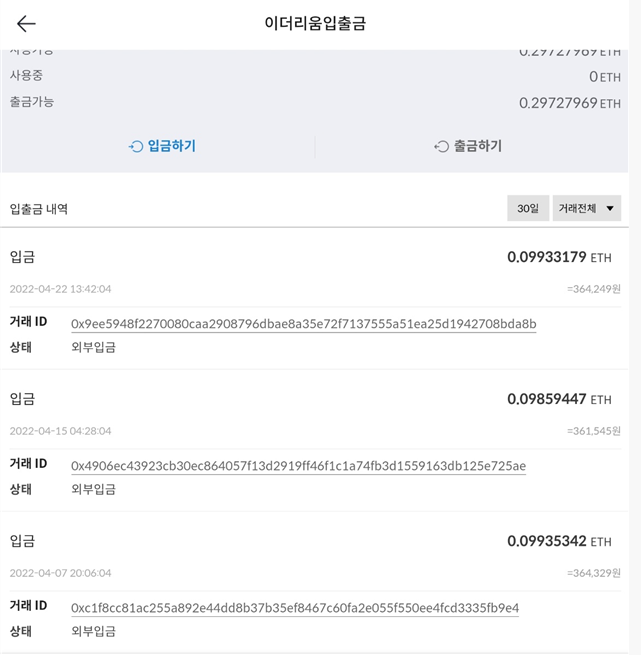 이더리움입출금
사용가능 0.29727969 ETH
사용중 0 ETH
출금가능 0.29727969 ETH
입금하기 출금하기
입출금 내역 30일 거래전체
입금 0.09933179 ETH
2022-04-22 13:42:04 =364,249원
거래 ID 0x9ee5948f2270080caa2908796dbae8a35e72f7137555a51ea25d1942708bda8b
상태 외부입금
입금 0.09859447 ETH
2022-04-15 04:28:04 =361,545원
거래 ID 0x4906ec43923cb30ec864057f13d2919ff46f1c1a74fb3d1559163db125e725ae
상태 외부입금
입금 0.09935342 ETH
2022-04-07 20:06:04 =364,329원
거래 ID 0xc1f8cc81ac255a892e44dd8b37b35ef8467c60fa2e055f550ee4fcd3335fb9e4
상태 외부입금